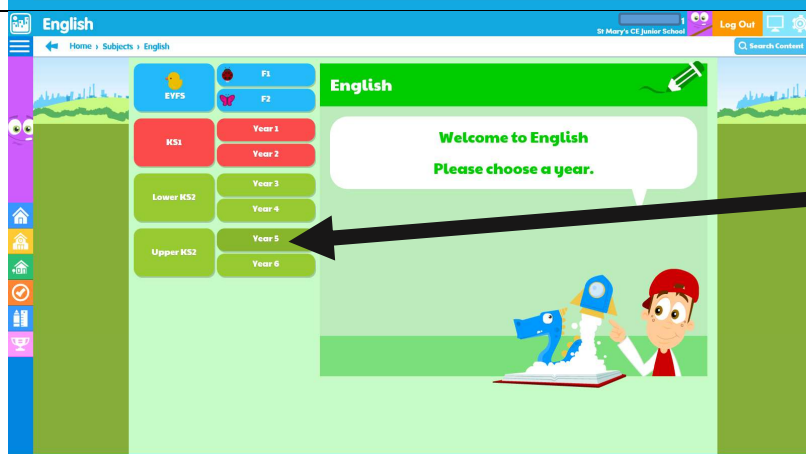 English
1
St Mary's CE Junior School
Log Out
Home › Subjects › English
Search Content
EYFS
F1
F2
KS1
Year 1
Year 2
Lower KS2
Year 3
Year 4
Upper KS2
Year 5
Year 6
English
Welcome to English
Please choose a year.